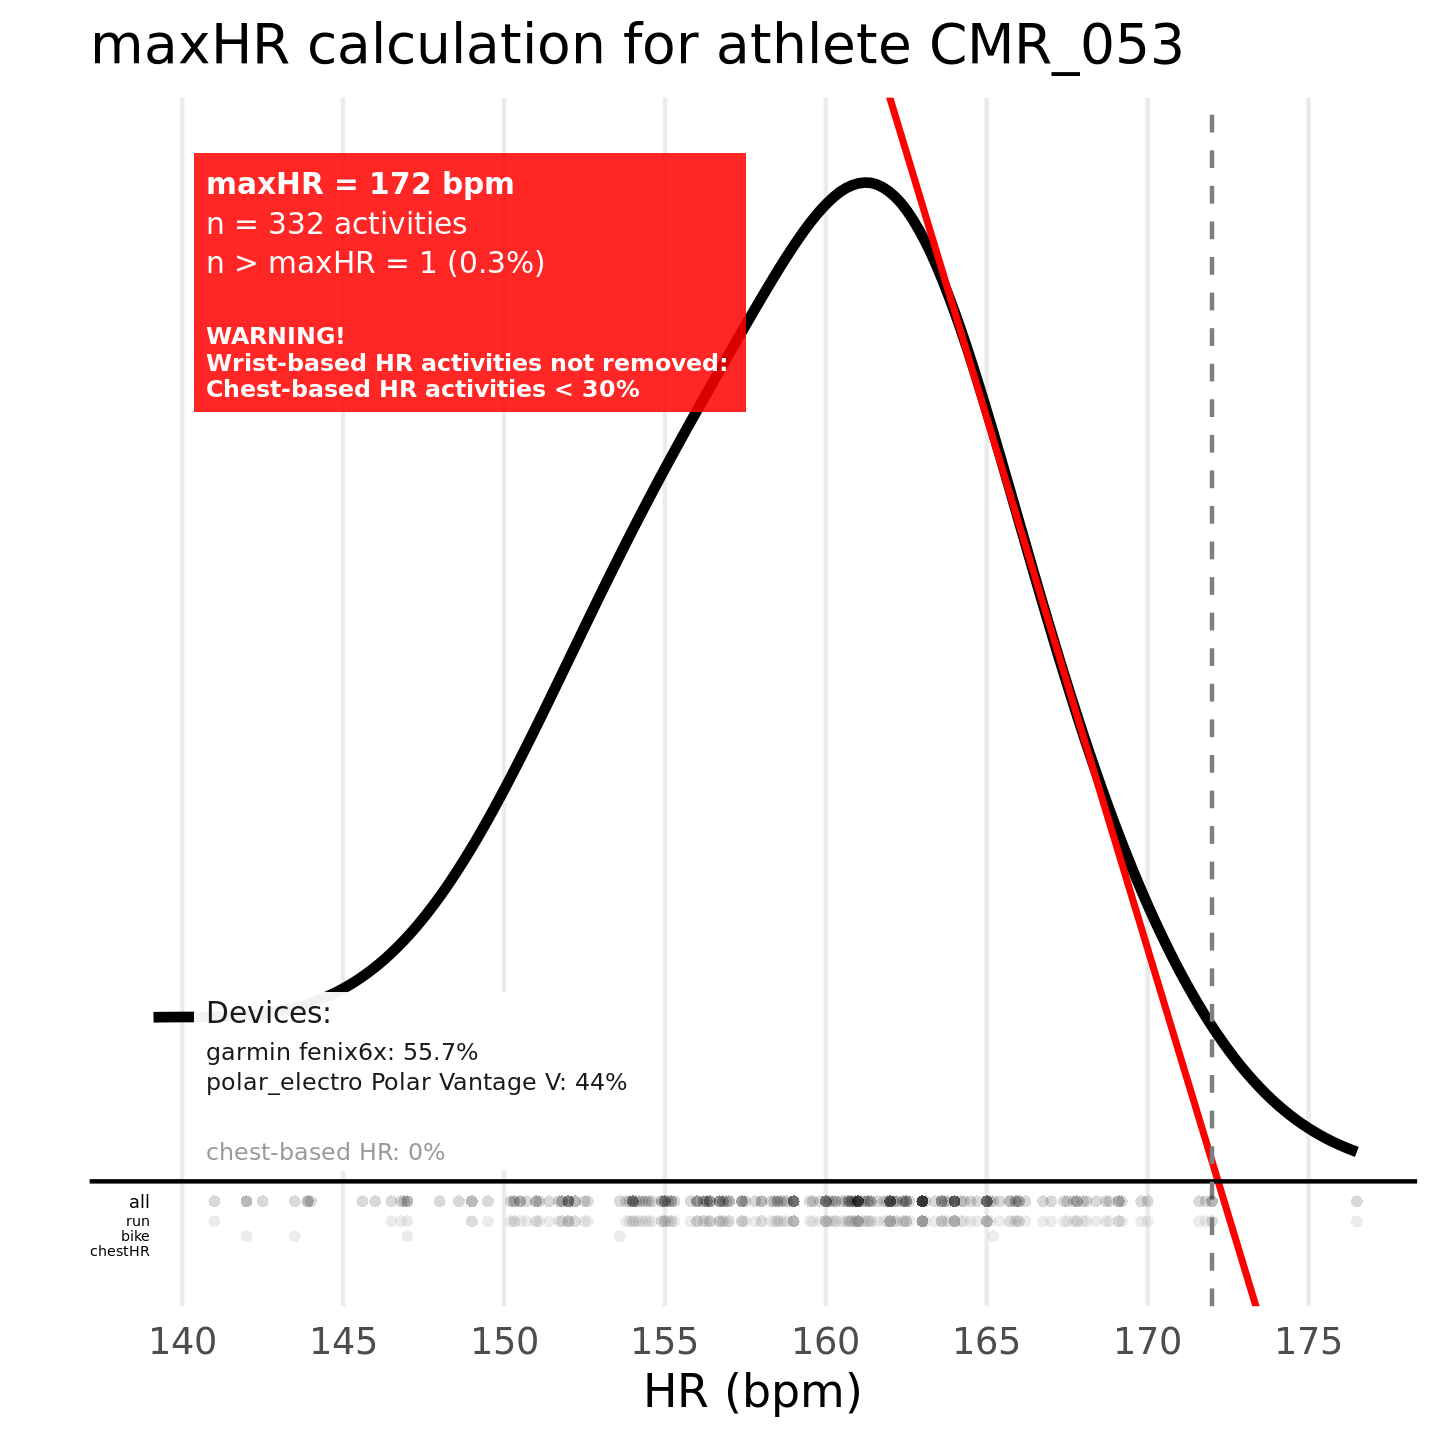 maxHR calculation for athlete CMR_053
maxHR = 172 bpm
n = 332 activities
n > maxHR = 1 (0.3%)
WARNING!
Wrist-based HR activities not removed:
Chest-based HR activities < 30%
Devices:
garmin fenix6x: 55.7%
polar_electro Polar Vantage V: 44%
chest-based HR: 0%
all
run
bike
chestHR
140 145 150 155 160 165 170 175
HR (bpm)